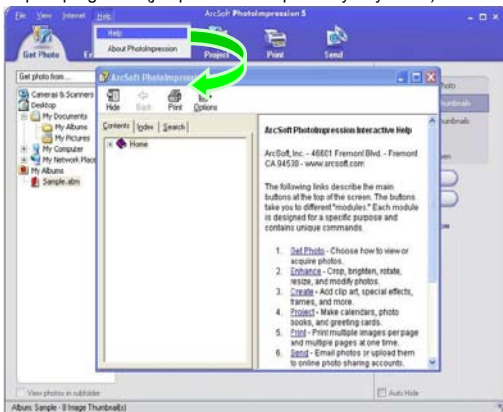 File View Internet Help
ArcSoft PhotoImpression 5
Help
About PhotoImpression
Get Photo
Project
Print
Send
Get photo from ...
Cameras & Scanners
Desktop
My Documents
My Albums
My Pictures
My Computer
My Network Place
My Albums
Sample.abm
ArcSoft PhotoImpress
Hide Back Print Options
Contents Index Search
Home
ArcSoft PhotoImpression Interactive Help
ArcSoft, Inc. - 46601 Fremont Blvd. - Fremont
CA 94538 - www.arcsoft.com
The following links describe the main
buttons at the top of the screen. The buttons
take you to different "modules." Each module
is designed for a specific purpose and
contains unique commands.
1. Get Photo - Choose how to view or
acquire photos.
2. Enhance - Crop, brighten, rotate,
resize, and modify photos.
3. Create - Add clip art, special effects,
frames, and more.
4. Project - Make calendars, photo
books, and greeting cards.
5. Print - Print multiple images per page
and multiple pages at one time.
6. Send - Email photos or upload them
to online photo sharing accounts.
View photos in subfolder
Auto Hide
Album: Sample - 8 Image Thumbnail(s)